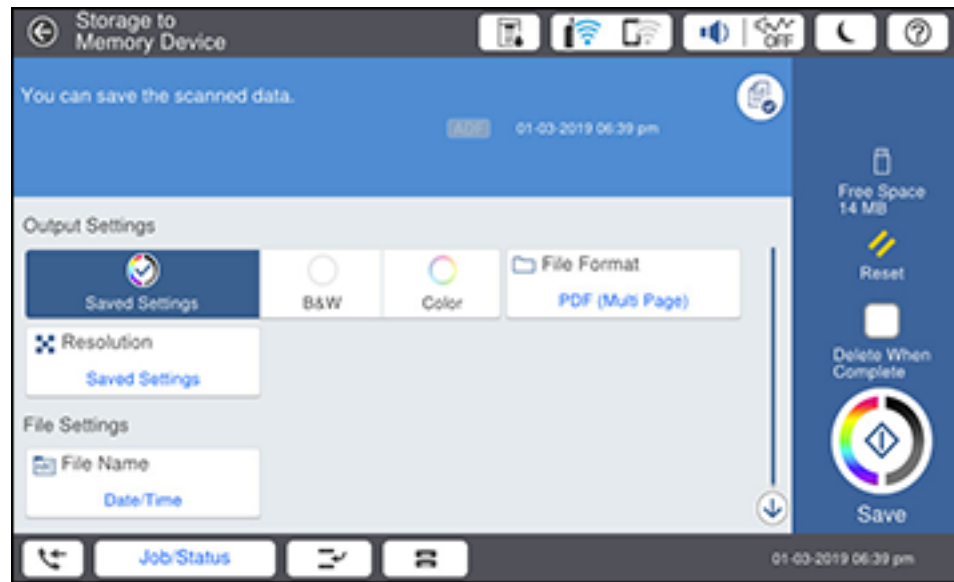 Storage to
Memory Device
OFF
You can save the scanned data.
ADF 01-03-2019 06:39 pm
Free Space
14 MB
Reset
Delete When
Complete
Save
Output Settings
Saved Settings
B&W
Color
File Format
PDF (Multi Page)
Resolution
Saved Settings
File Settings
File Name
Date/Time
Job/Status
01-03-2019 06:39 pm